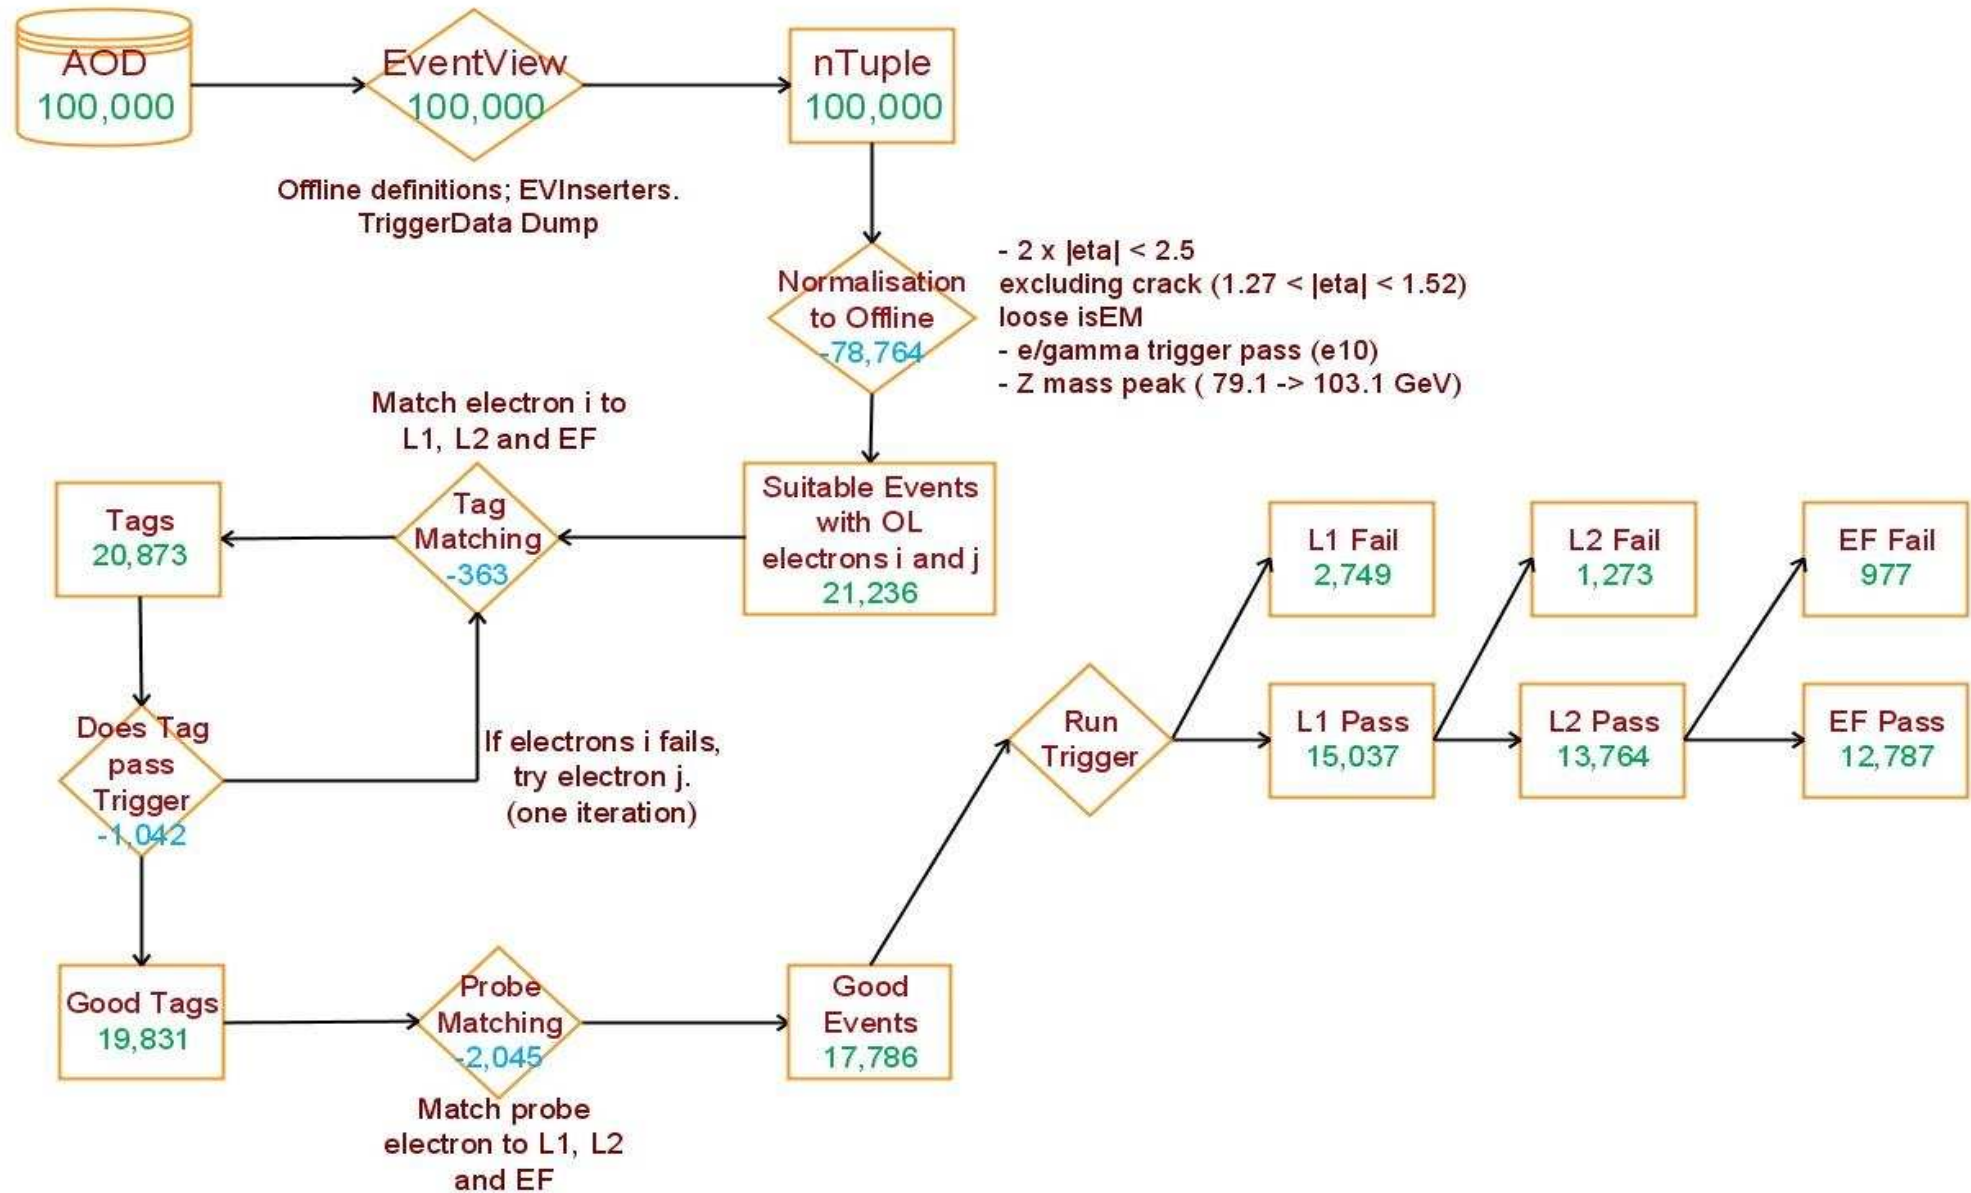 AOD
100,000
EventView
100,000
nTuple
100,000
Offline definitions; EVInserters.
TriggerData Dump
Normalisation
to Offline
-78,764
- 2 x |eta| < 2.5
excluding crack (1.27 < |eta| < 1.52)
loose isEM
- e/gamma trigger pass (e10)
- Z mass peak ( 79.1 -> 103.1 GeV)
Match electron i to
L1, L2 and EF
Tags
20,873
Tag
Matching
-363
Suitable Events
with OL
electrons i and j
21,236
L1 Fail
2,749
L2 Fail
1,273
EF Fail
977
Does Tag
pass
Trigger
-1,042
If electrons i fails,
try electron j.
(one iteration)
Run
Trigger
L1 Pass
15,037
L2 Pass
13,764
EF Pass
12,787
Good Tags
19,831
Probe
Matching
-2,045
Good
Events
17,786
Match probe
electron to L1, L2
and EF